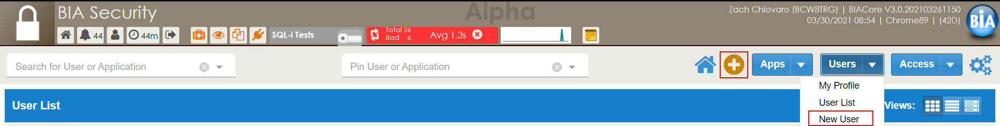 BIA Security
Alpha
Zach Chiovaro (BCW8TRG) | BIACore V3.0.202103261150
03/30/2021 08:54 | Chrome89 | (42D)
BIA
44
44m
SQL-i Tests
Total 26
Bad 6
Avg 1.3s
Search for User or Application
Pin User or Application
Apps
Users
Access
My Profile
User List
New User
User List
Views: